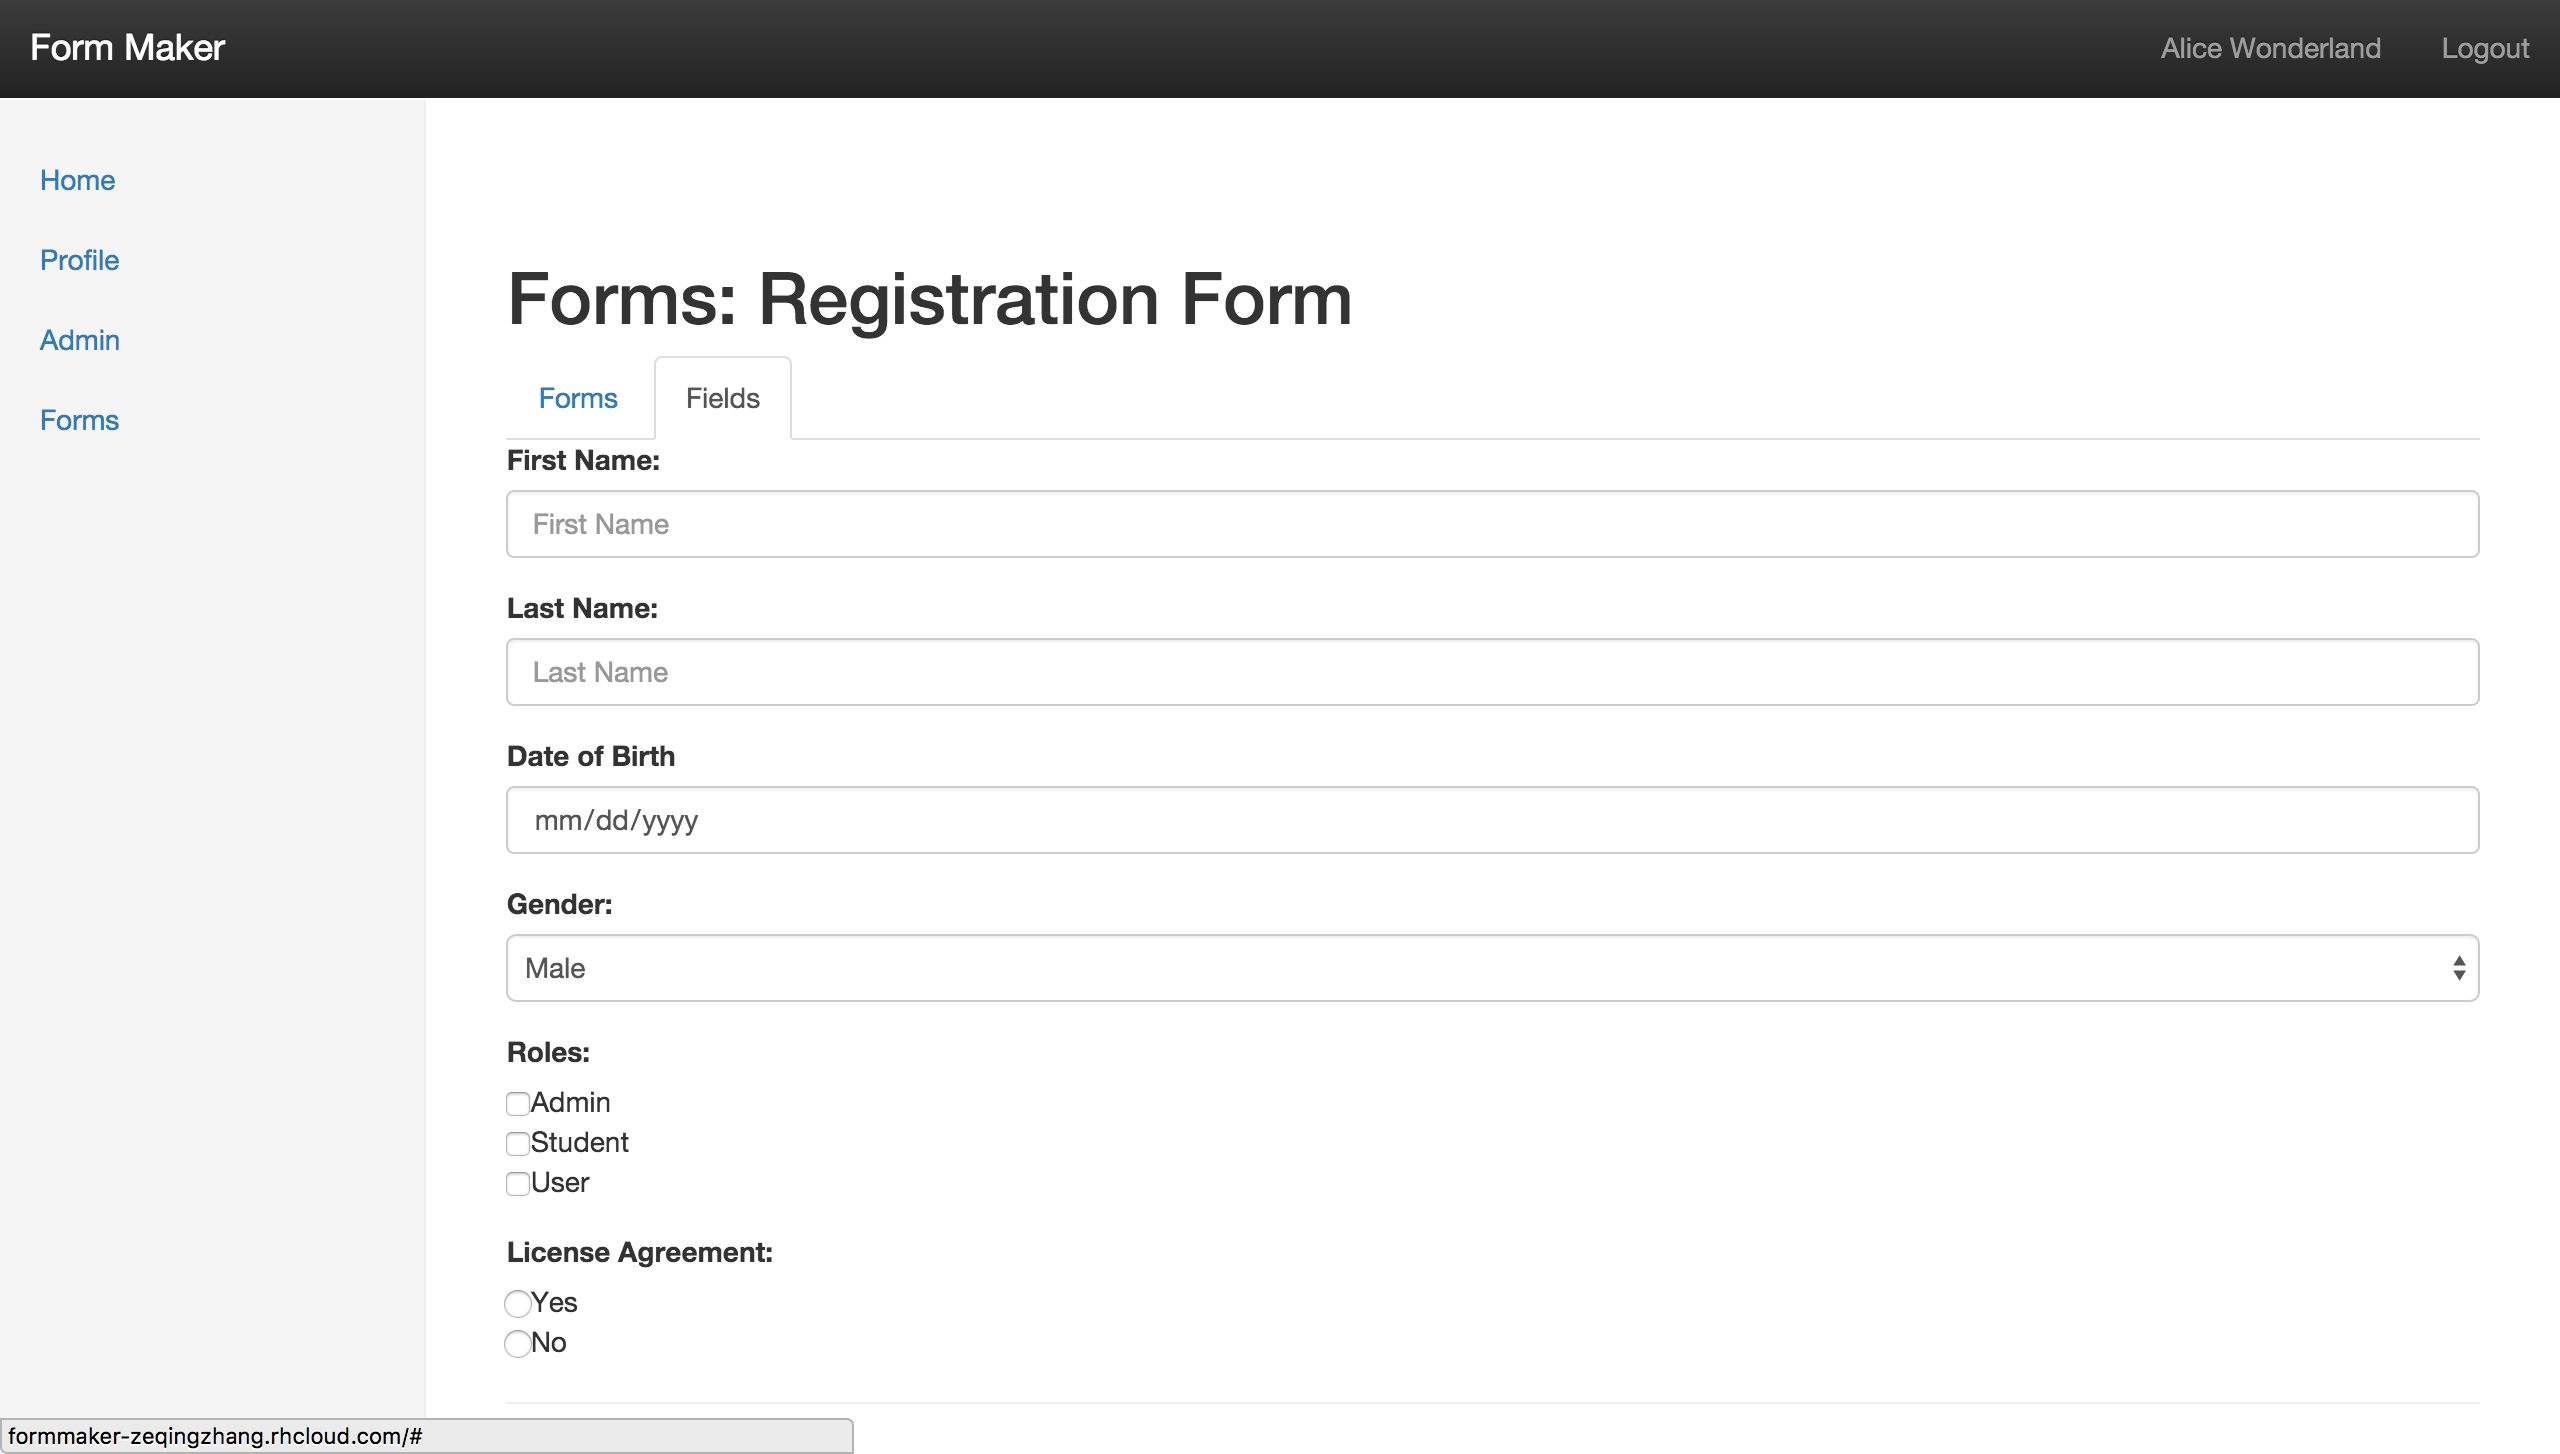 Form Maker
Alice Wonderland
Logout
Home
Profile
Admin
Forms
Forms: Registration Form
Forms
Fields
First Name:
First Name
Last Name:
Last Name
Date of Birth
mm/dd/yyyy
Gender:
Male
Roles:
Admin
Student
User
License Agreement:
Yes
No
formmaker-zeqingzhang.rhcloud.com/#